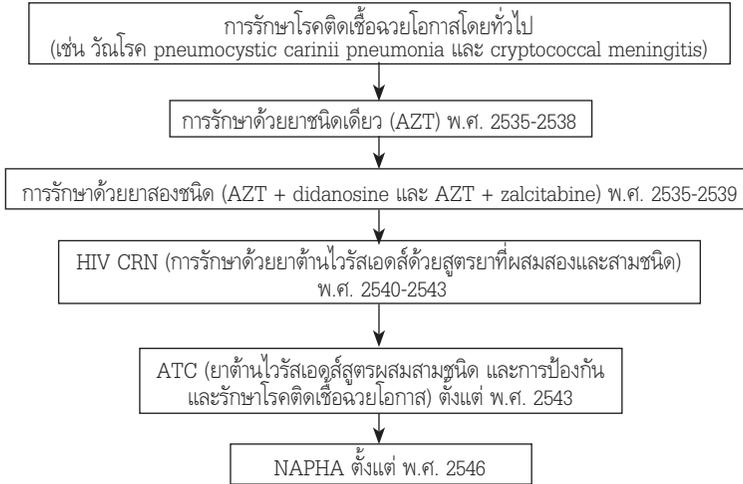 การรักษาโรคติดเชื้อฉวยโอกาสโดยทั่วไป
(เช่น วัณโรค pneumocystic carinii pneumonia และ cryptococcal meningitis)
การรักษาด้วยยาชนิดเดียว (AZT) พ.ศ. 2535-2538
การรักษาด้วยยาสองชนิด (AZT + didanosine และ AZT + zalcitabine) พ.ศ. 2535-2539
HIV CRN (การรักษาด้วยยาต้านไวรัสเอดส์ด้วยสูตรยาที่ผสมสองและสามชนิด)
พ.ศ. 2540-2543
ATC (ยาต้านไวรัสเอดส์สูตรผสมสามชนิด และการป้องกัน
และรักษาโรคติดเชื้อฉวยโอกาส) ตั้งแต่ พ.ศ. 2543
NAPHA ตั้งแต่ พ.ศ. 2546